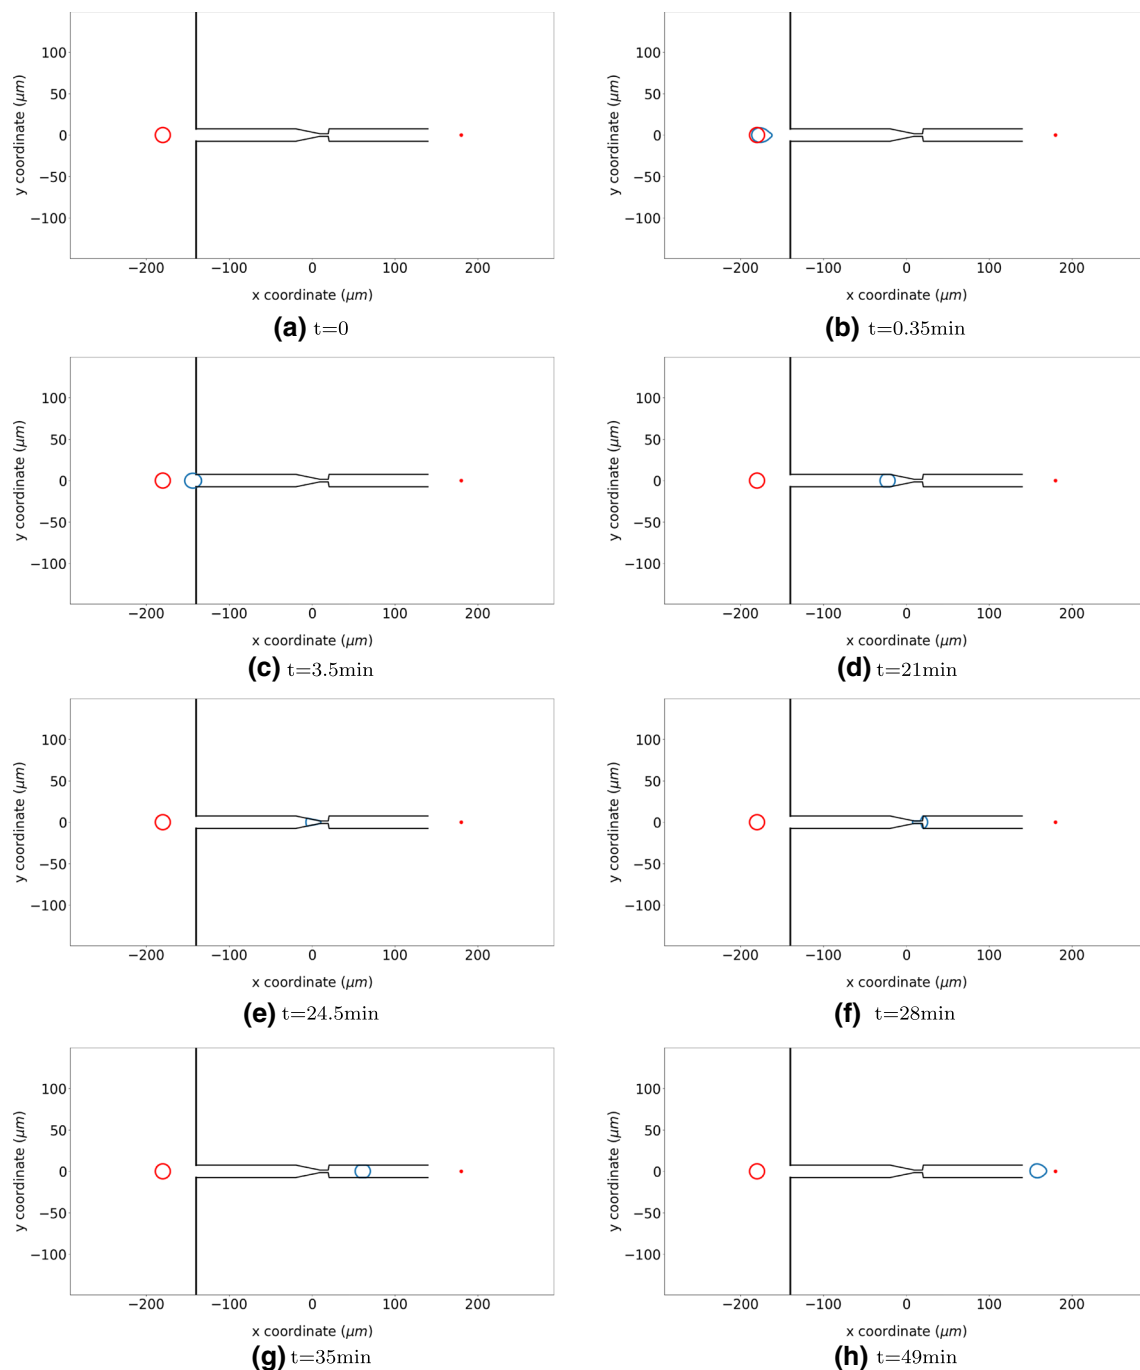 y coordinate (μm)
100
50
0
−50
−100
−200 −100 0 100 200
x coordinate (μm)
(a) t=0
y coordinate (μm)
100
50
0
−50
−100
−200 −100 0 100 200
x coordinate (μm)
(b) t=0.35min
y coordinate (μm)
100
50
0
−50
−100
−200 −100 0 100 200
x coordinate (μm)
(c) t=3.5min
y coordinate (μm)
100
50
0
−50
−100
−200 −100 0 100 200
x coordinate (μm)
(d) t=21min
y coordinate (μm)
100
50
0
−50
−100
−200 −100 0 100 200
x coordinate (μm)
(e) t=24.5min
y coordinate (μm)
100
50
0
−50
−100
−200 −100 0 100 200
x coordinate (μm)
(f) t=28min
y coordinate (μm)
100
50
0
−50
−100
−200 −100 0 100 200
x coordinate (μm)
(g) t=35min
y coordinate (μm)
100
50
0
−50
−100
−200 −100 0 100 200
x coordinate (μm)
(h) t=49min